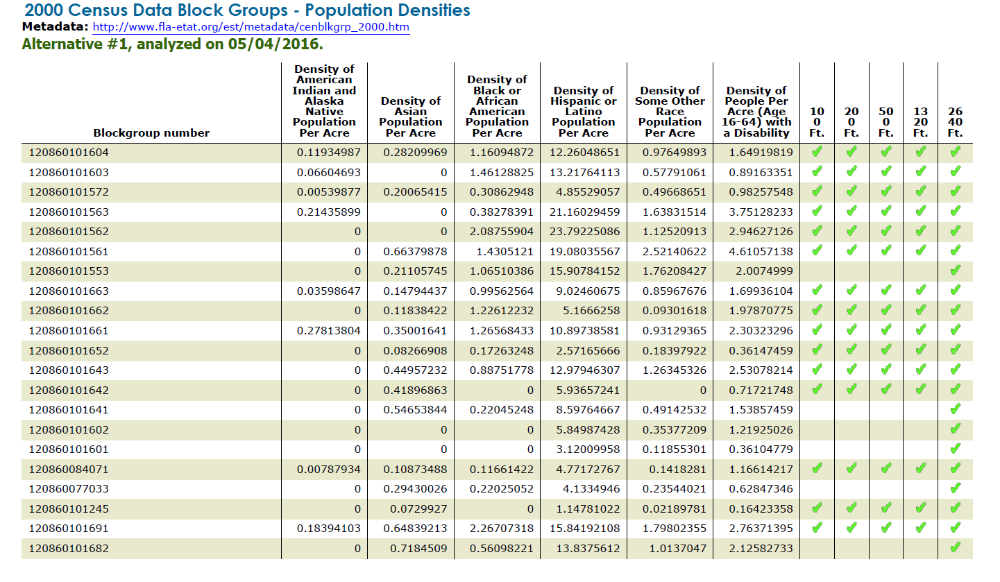 2000 Census Data Block Groups - Population Densities
Metadata: http://www.fla-etat.org/est/metadata/cenblkgrp_2000.htm
Alternative #1, analyzed on 05/04/2016.
Blockgroup number
Density of
American
Indian and
Alaska
Native
Population
Per Acre
Density of
Asian
Population
Per Acre
Density of
Black or
African
American
Population
Per Acre
Density of
Hispanic or
Latino
Population
Per Acre
Density of
Some Other
Race
Population
Per Acre
Density of
People Per
Acre (Age
16-64) with
a Disability
10
0
Ft.
20
0
Ft.
50
0
Ft.
13
20
Ft.
26
40
Ft.
120860101604 0.11934987 0.28209969 1.16094872 12.26048651 0.97649893 1.64919819
120860101603 0.06604693 0 1.46128825 13.21764113 0.57791061 0.89163351
120860101572 0.00539877 0.20065415 0.30862948 4.85529057 0.49668651 0.98257548
120860101563 0.21435899 0 0.38278391 21.16029459 1.63831514 3.75128233
120860101562 0 0 2.08755904 23.79225086 1.12520913 2.94627126
120860101561 0 0.66379878 1.4305121 19.08035567 2.52140622 4.61057138
120860101553 0 0.21105745 1.06510386 15.90784152 1.76208427 2.0074999
120860101663 0.03598647 0.14794437 0.99562564 9.02460675 0.85967676 1.69936104
120860101662 0 0.11838422 1.22612232 5.1666258 0.09301618 1.97870775
120860101661 0.27813804 0.35001641 1.26568433 10.89738581 0.93129365 2.30323296
120860101652 0 0.08266908 0.17263248 2.57165666 0.18397922 0.36147459
120860101643 0 0.44957232 0.88751778 12.97946307 1.26345326 2.53078214
120860101642 0 0.41896863 0 5.93657241 0 0.71721748
120860101641 0 0.54653844 0.22045248 8.59764667 0.49142532 1.53857459
120860101602 0 0 0 5.84987428 0.35377209 1.21925026
120860101601 0 0 0 3.12009958 0.11855301 0.36104779
120860084071 0.00787934 0.10873488 0.11661422 4.77172767 0.1418281 1.16614217
120860077033 0 0.29430026 0.22025052 4.1334946 0.23544021 0.62847346
120860101245 0 0.0729927 0 1.14781022 0.02189781 0.16423358
120860101691 0.18394103 0.64839213 2.26707318 15.84192108 1.79802355 2.76371395
120860101682 0 0.7184509 0.56098221 13.8375612 1.0137047 2.12582733